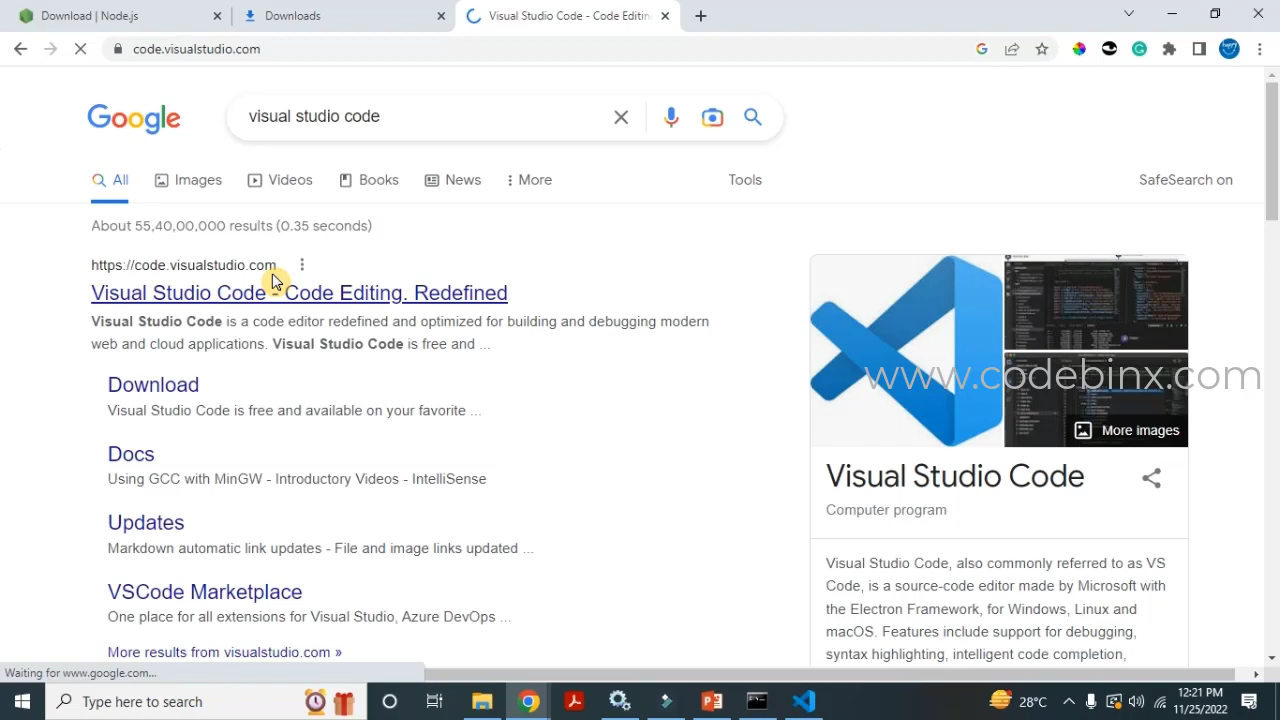 Download | Node.js
Downloads
Visual Studio Code - Code Editin
code.visualstudio.com
Google
visual studio code
All
Images
Videos
Books
News
More
Tools
SafeSearch on
About 55,40,00,000 results (0.35 seconds)
https://code.visualstudio.com
Visual Studio Code - Code Editing. Redefined
Visual Studio Code is a code editor redefined and optimized for building and debugging modern
web and cloud applications. Visual Studio Code is free and ...
Download
Visual Studio Code is free and available on your favorite ...
Docs
Using GCC with MinGW - Introductory Videos - IntelliSense
Updates
Markdown automatic link updates - File and image links updated ...
VSCode Marketplace
One place for all extensions for Visual Studio, Azure DevOps ...
More results from visualstudio.com »
www.codebinx.com
More images
Visual Studio Code
Computer program
Visual Studio Code, also commonly referred to as VS
Code, is a source-code editor made by Microsoft with
the Electron Framework, for Windows, Linux and
macOS. Features include support for debugging,
syntax highlighting, intelligent code completion,
Waiting for www.google.com...
Type here to search
28°C
12:21 PM
11/25/2022